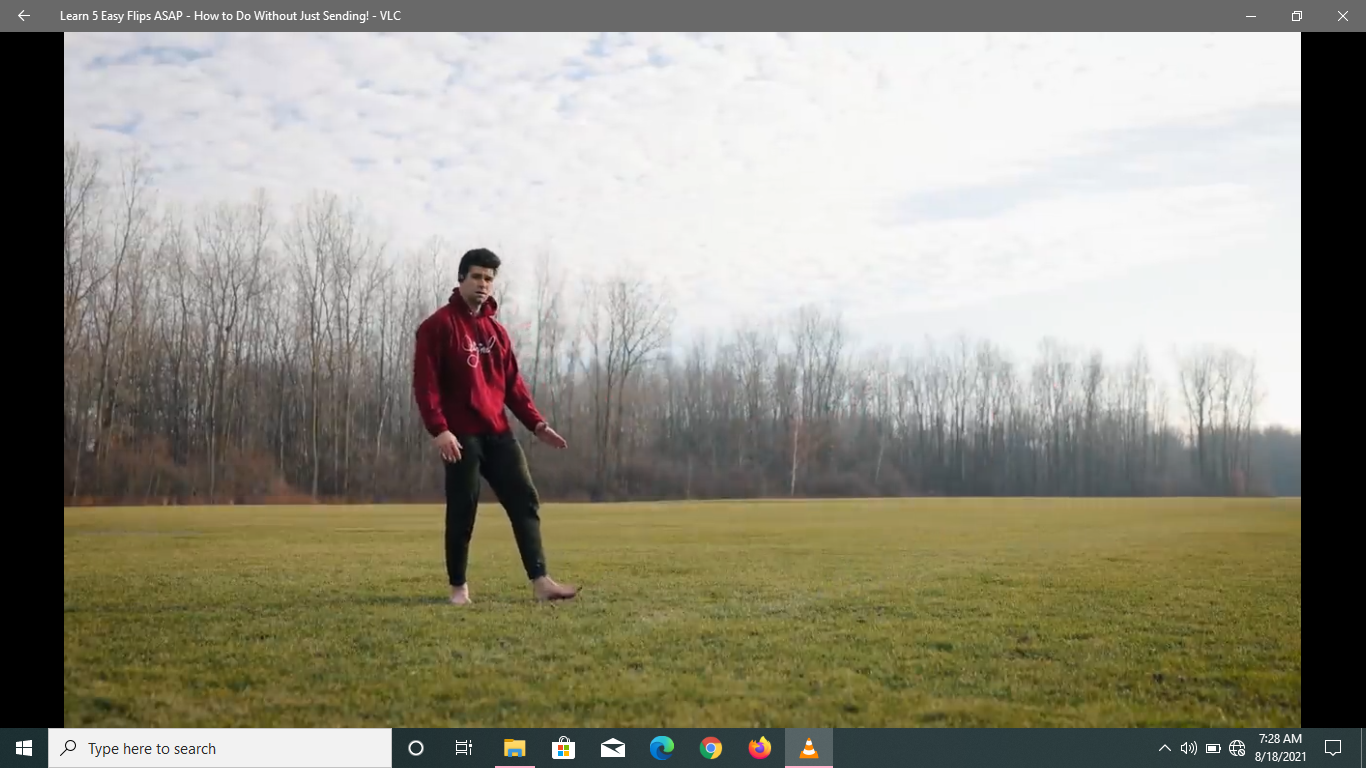 Learn 5 Easy Flips ASAP - How to Do Without Just Sending! - VLC
Type here to search
7:28 AM
8/18/2021